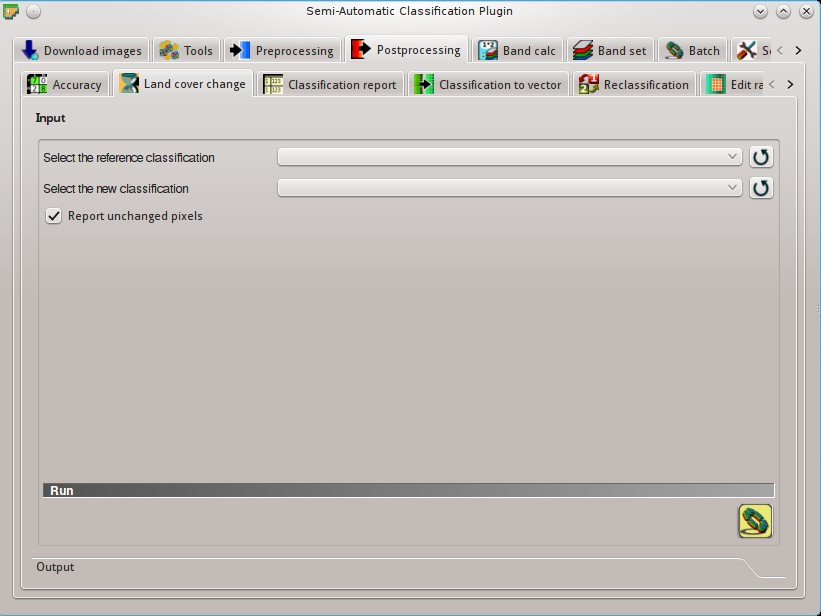 Semi-Automatic Classification Plugin
Download images Tools Preprocessing Postprocessing Band calc Band set Batch
Accuracy Land cover change Classification report Classification to vector Reclassification Edit ra
Input
Select the reference classification
Select the new classification
Report unchanged pixels
Run
Output